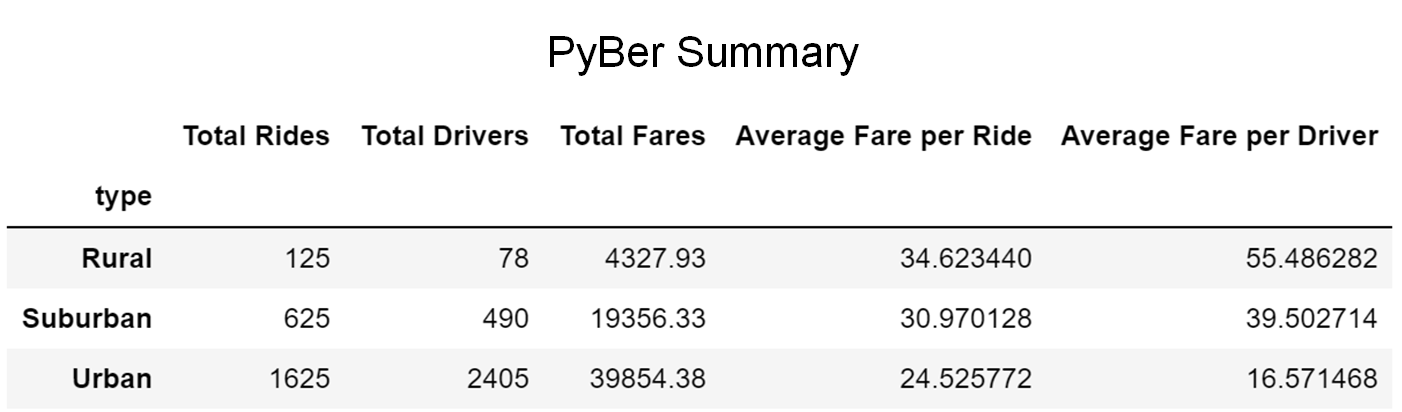 PyBer Summary
Total Rides Total Drivers Total Fares Average Fare per Ride Average Fare per Driver
type
Rural 125 78 4327.93 34.623440 55.486282
Suburban 625 490 19356.33 30.970128 39.502714
Urban 1625 2405 39854.38 24.525772 16.571468